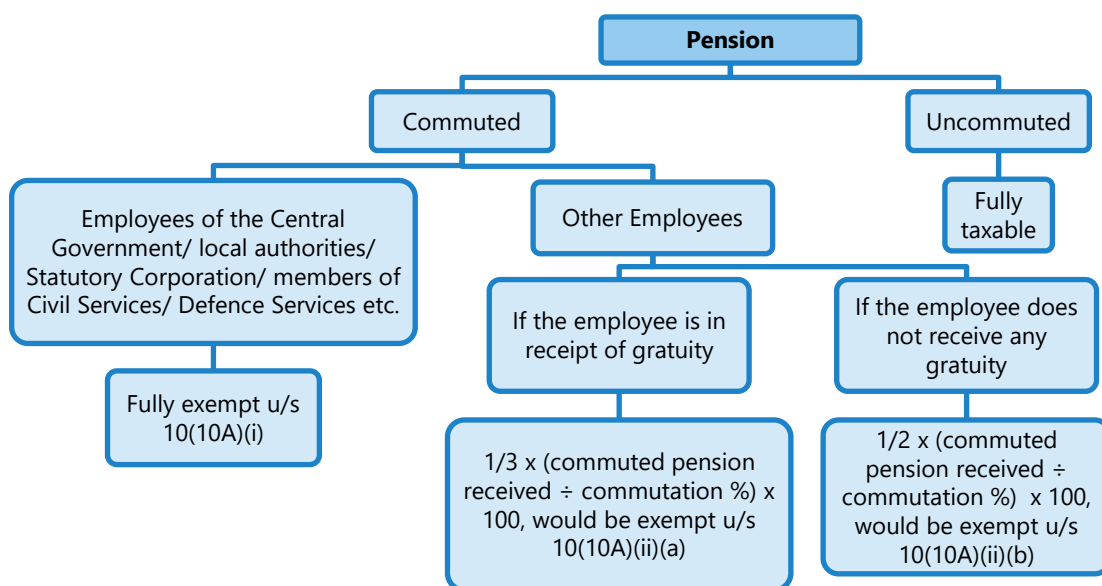 Pension
Commuted
Uncommuted
Employees of the Central
Government/ local authorities/
Statutory Corporation/ members of
Civil Services/ Defence Services etc.
Other Employees
Fully
taxable
If the employee is in
receipt of gratuity
If the employee does
not receive any
gratuity
Fully exempt u/s
10(10A)(i)
1/3 x (commuted pension
received ÷ commutation %) x
100, would be exempt u/s
10(10A)(ii)(a)
1/2 x (commuted
pension received ÷
commutation %) x 100,
would be exempt u/s
10(10A)(ii)(b)